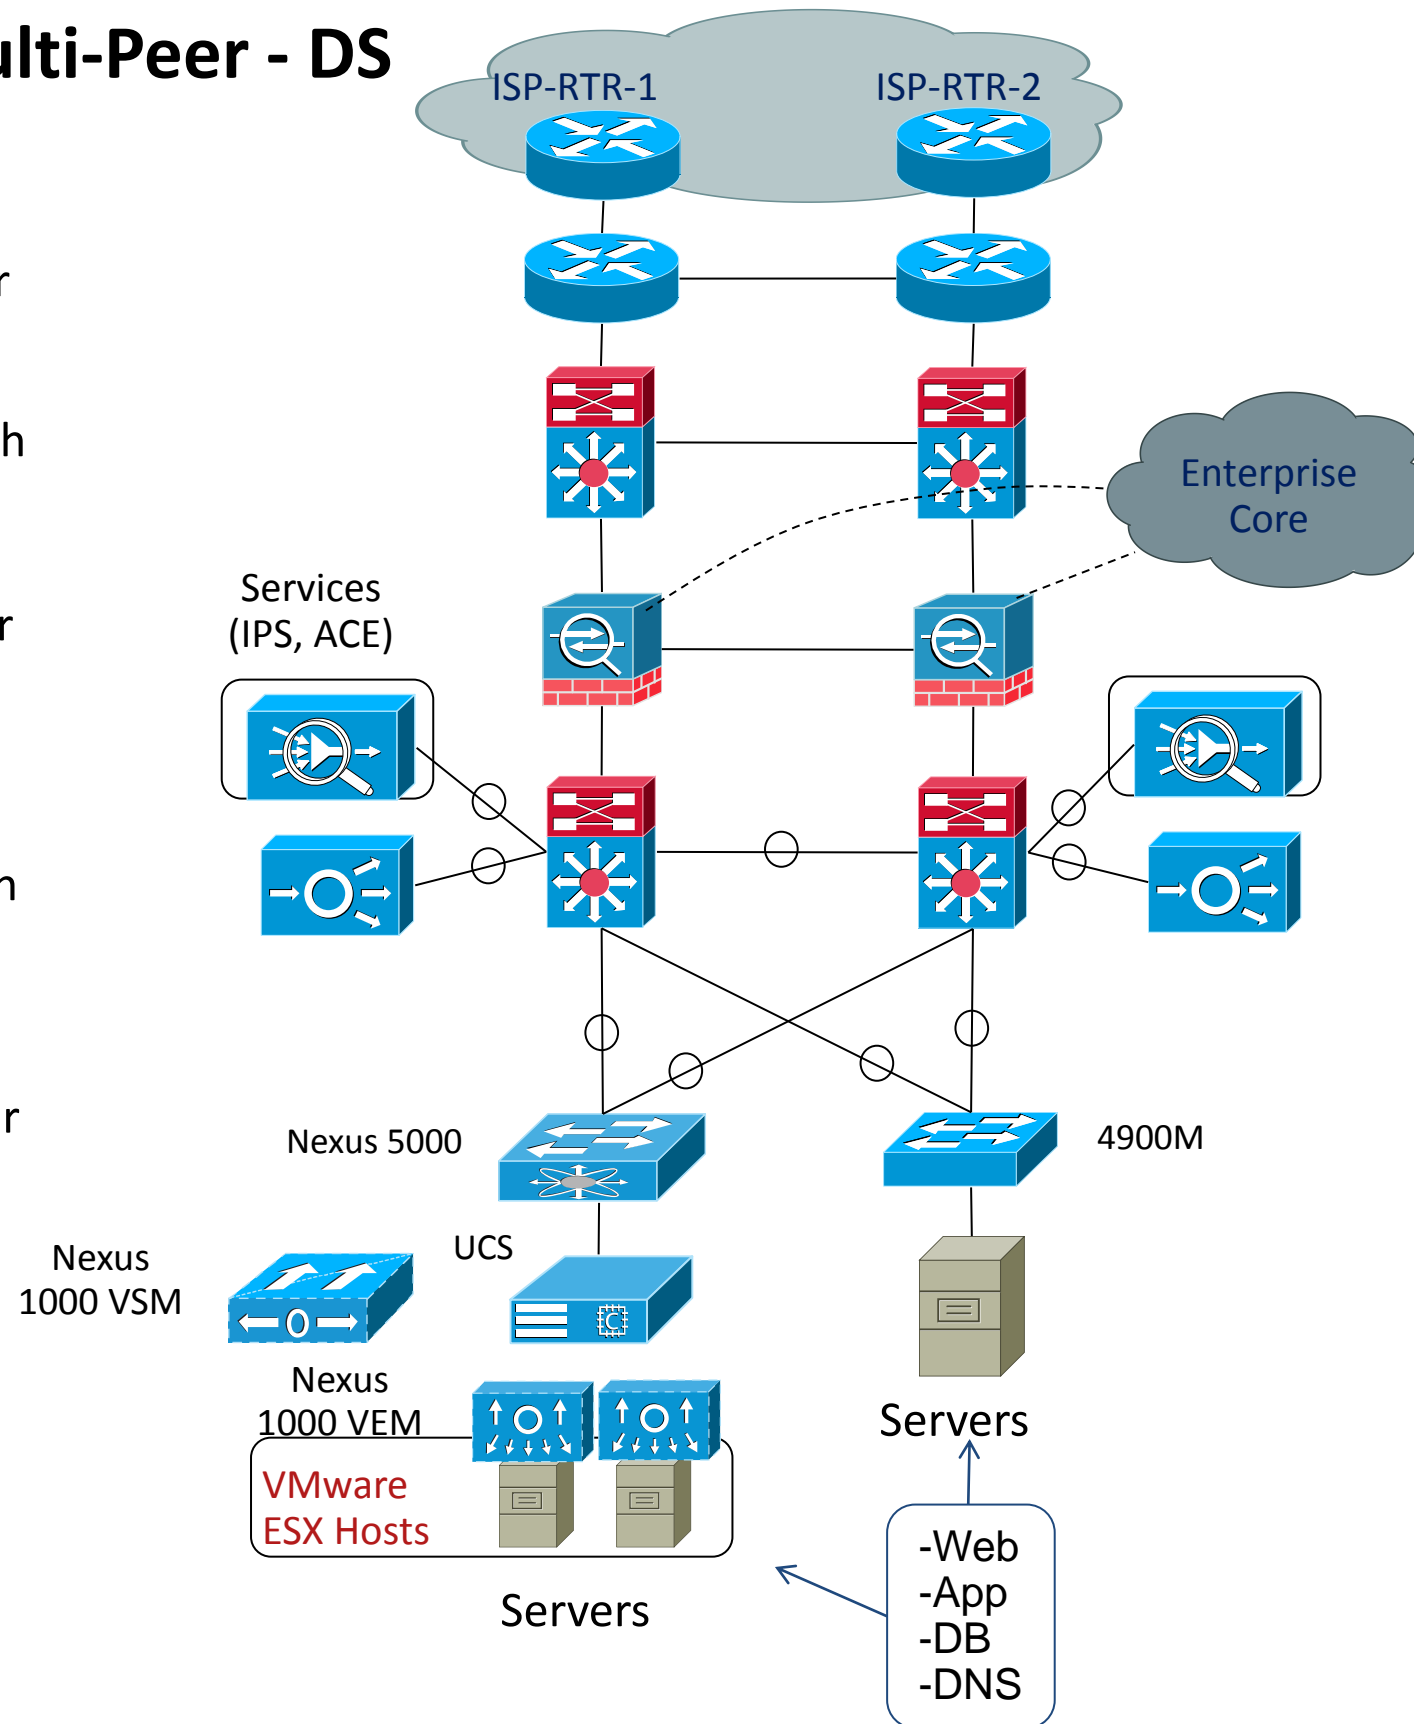 ulti-Peer - DS
ISP-RTR-1
ISP-RTR-2
r
h
Enterprise
Core
Services
(IPS, ACE)
r
n
r
Nexus 5000
4900M
UCS
Nexus
1000 VSM
C
Nexus
1000 VEM
Servers
VMware
ESX Hosts
Servers
-Web
-App
-DB
-DNS